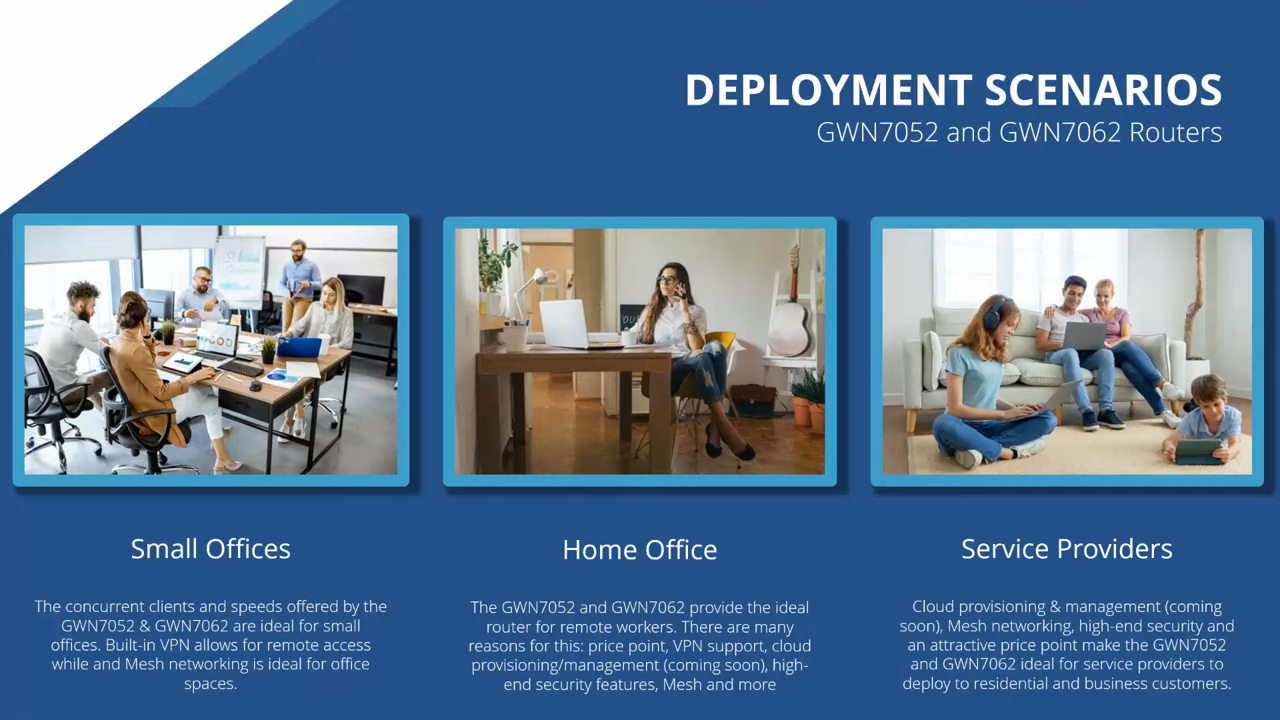 DEPLOYMENT SCENARIOS
GWN7052 and GWN7062 Routers
Small Offices
The concurrent clients and speeds offered by the
GWN7052 & GWN7062 are ideal for small
offices. Built-in VPN allows for remote access
while and Mesh networking is ideal for office
spaces.
Home Office
The GWN7052 and GWN7062 provide the ideal
router for remote workers. There are many
reasons for this: price point, VPN support, cloud
provisioning/management (coming soon), high-
end security features, Mesh and more
Service Providers
Cloud provisioning & management (coming
soon), Mesh networking, high-end security and
an attractive price point make the GWN7052
and GWN7062 ideal for service providers to
deploy to residential and business customers.